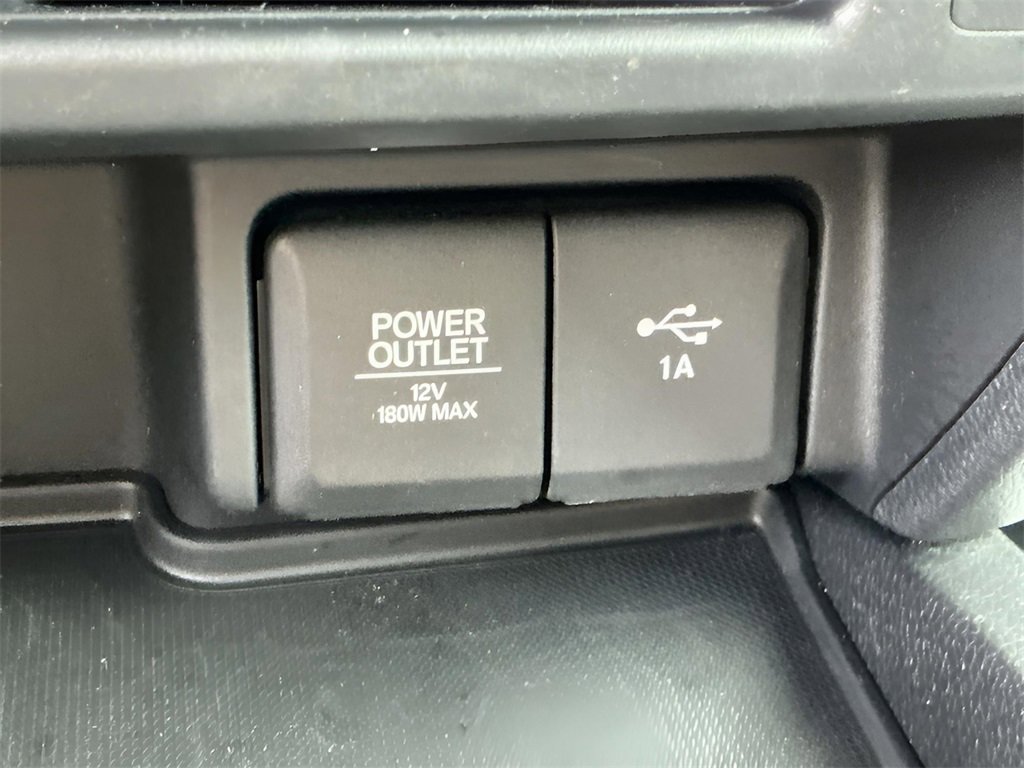 POWER
OUTLET
12V
180W MAX
1A